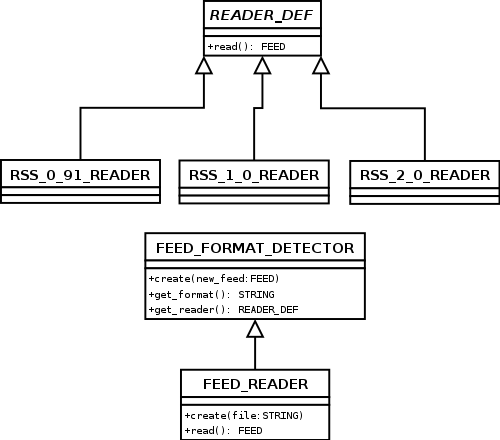 READER_DEF
+read(): FEED
RSS_0_91_READER
RSS_1_0_READER
RSS_2_0_READER
FEED_FORMAT_DETECTOR
+create(new_feed:FEED)
+get_format(): STRING
+get_reader(): READER_DEF
FEED_READER
+create(file:STRING)
+read(): FEED